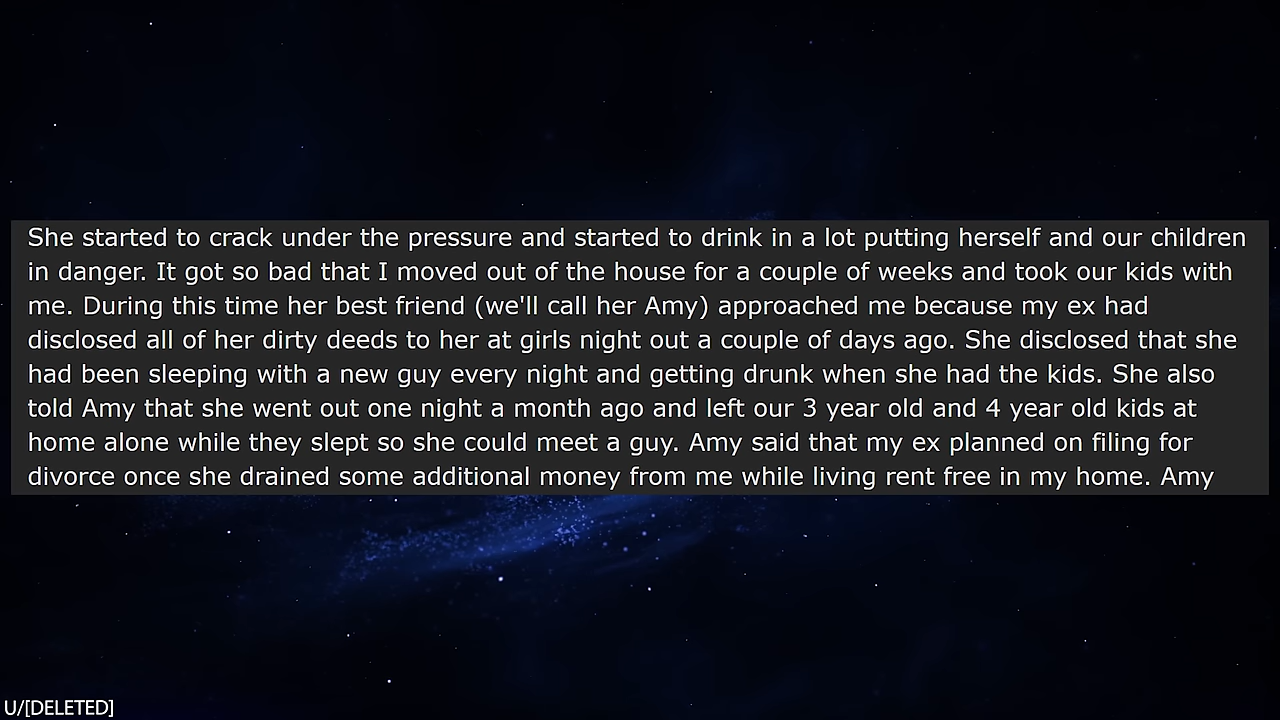 She started to crack under the pressure and started to drink in a lot putting herself and our children
in danger. It got so bad that I moved out of the house for a couple of weeks and took our kids with
me. During this time her best friend (we'll call her Amy) approached me because my ex had
disclosed all of her dirty deeds to her at girls night out a couple of days ago. She disclosed that she
had been sleeping with a new guy every night and getting drunk when she had the kids. She also
told Amy that she went out one night a month ago and left our 3 year old and 4 year old kids at
home alone while they slept so she could meet a guy. Amy said that my ex planned on filing for
divorce once she drained some additional money from me while living rent free in my home. Amy
U/[DELETED]